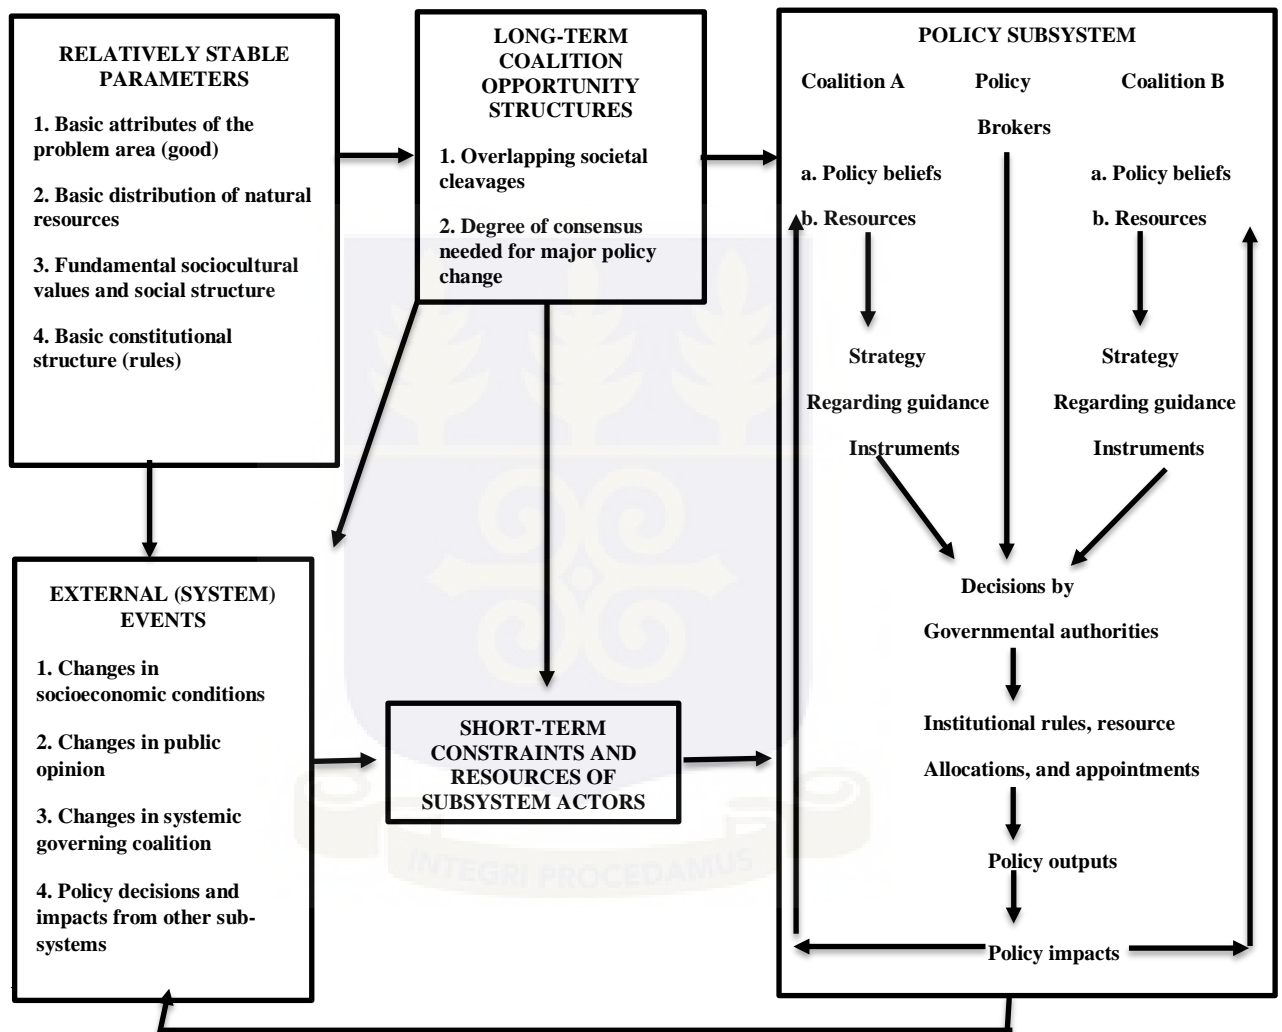 RELATIVELY STABLE
PARAMETERS
1. Basic attributes of the
problem area (good)
2. Basic distribution of natural
resources
3. Fundamental sociocultural
values and social structure
4. Basic constitutional
structure (rules)
LONG-TERM
COALITION
OPPORTUNITY
STRUCTURES
1. Overlapping societal
cleavages
2. Degree of consensus
needed for major policy
change
POLICY SUBSYSTEM
Coalition A Policy Coalition B
Brokers
a. Policy beliefs a. Policy beliefs
b. Resources b. Resources
Strategy Strategy
Regarding guidance Regarding guidance
Instruments Instruments
Decisions by
Governmental authorities
Institutional rules, resource
Allocations, and appointments
Policy outputs
Policy impacts
EXTERNAL (SYSTEM)
EVENTS
1. Changes in
socioeconomic conditions
2. Changes in public
opinion
3. Changes in systemic
governing coalition
4. Policy decisions and
impacts from other sub-
systems
SHORT-TERM
CONSTRAINTS AND
RESOURCES OF
SUBSYSTEM ACTORS
INTEGRI PROCEDAMUS